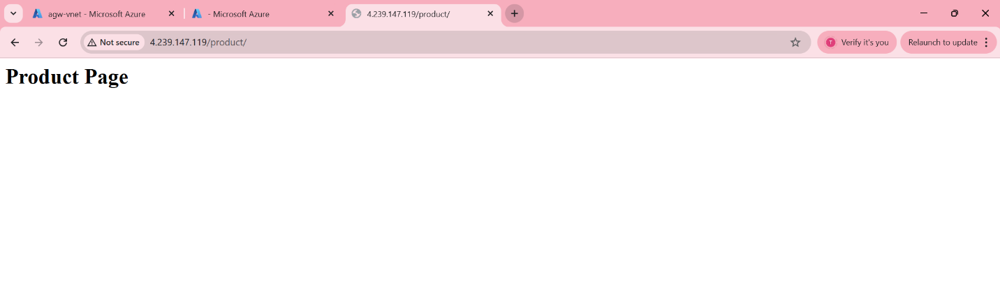 agw-vnet - Microsoft Azure
- Microsoft Azure
4.239.147.119/product/
Not secure
4.239.147.119/product/
T
Verify it's you
Relaunch to update
Product Page